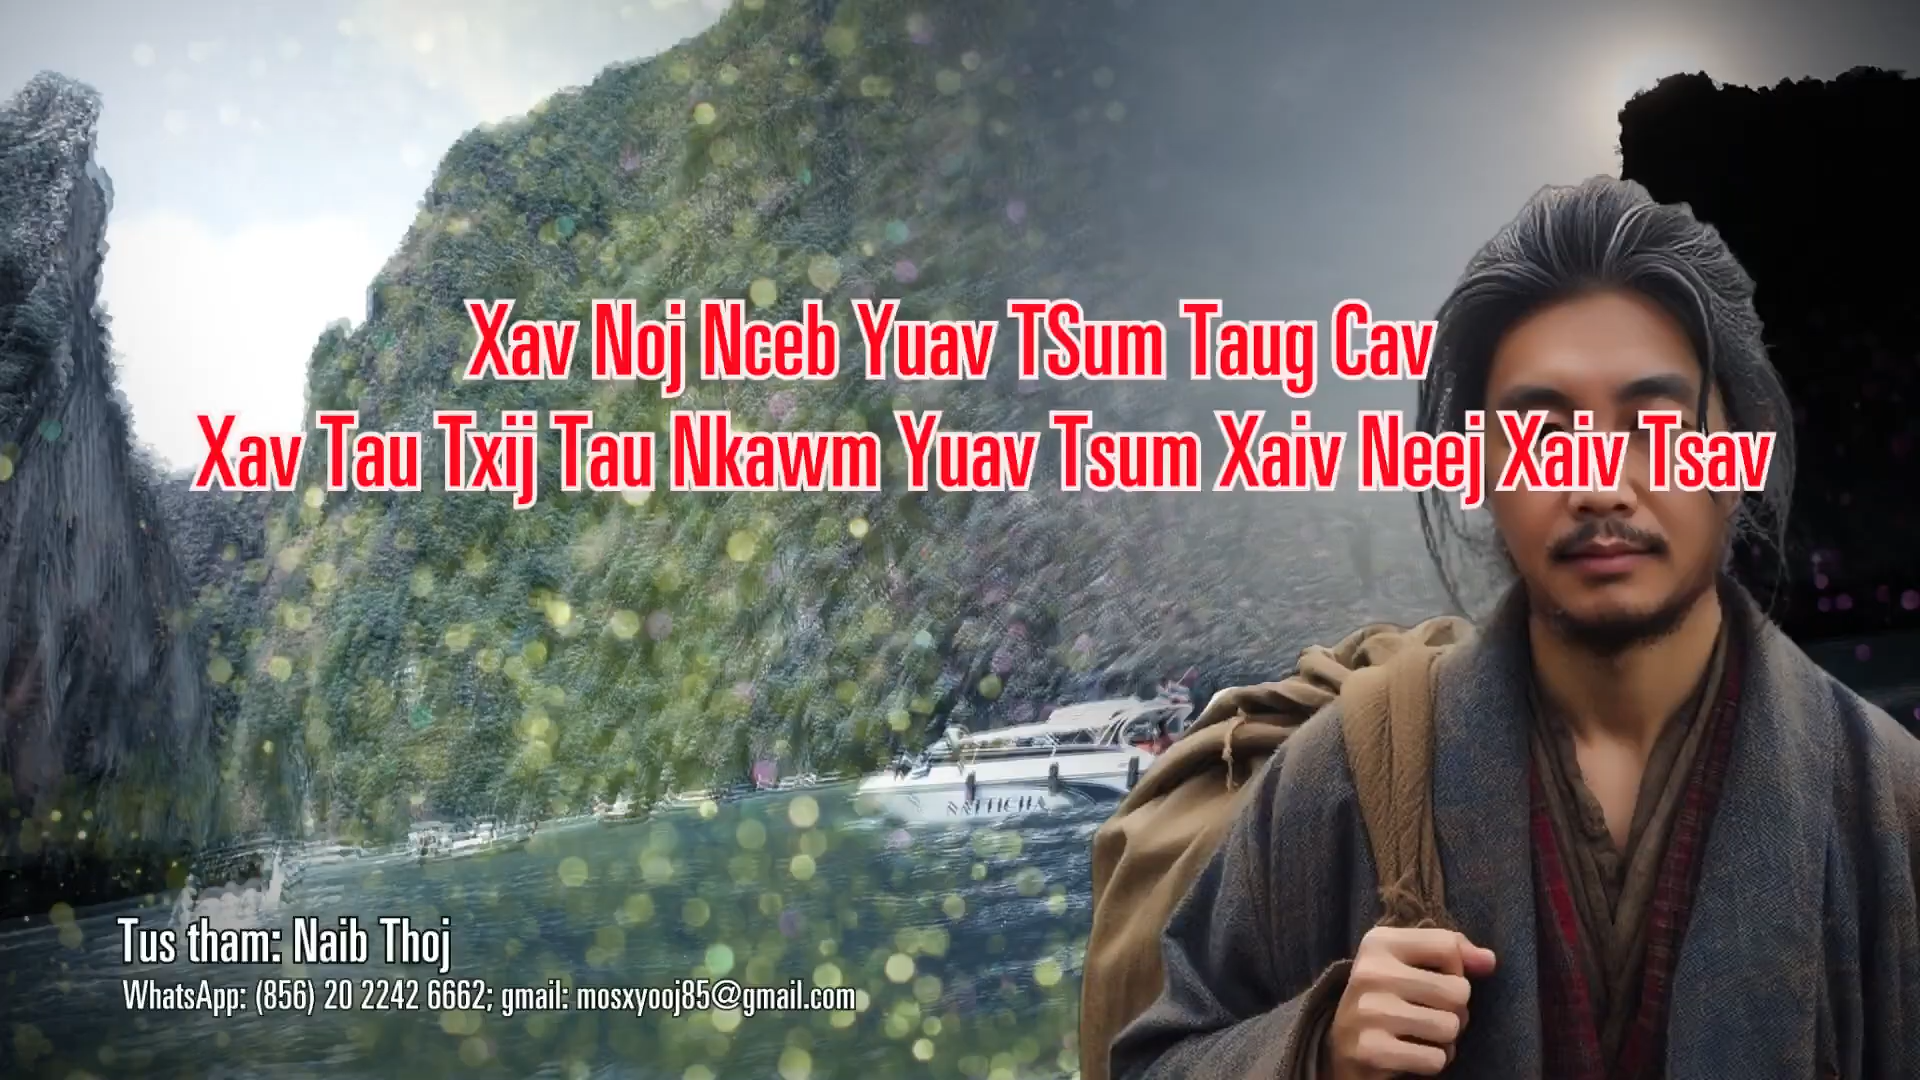 Xav Noj Nceb Yuav TSum Taug Cav
Xav Tau Txij Tau Nkawm Yuav Tsum Xaiv Neej Xaiv Tsav
NATTICHA
Tus tham: Naib Thoj
WhatsApp: (856) 20 2242 6662; gmail: mosxyooj85@gmail.com